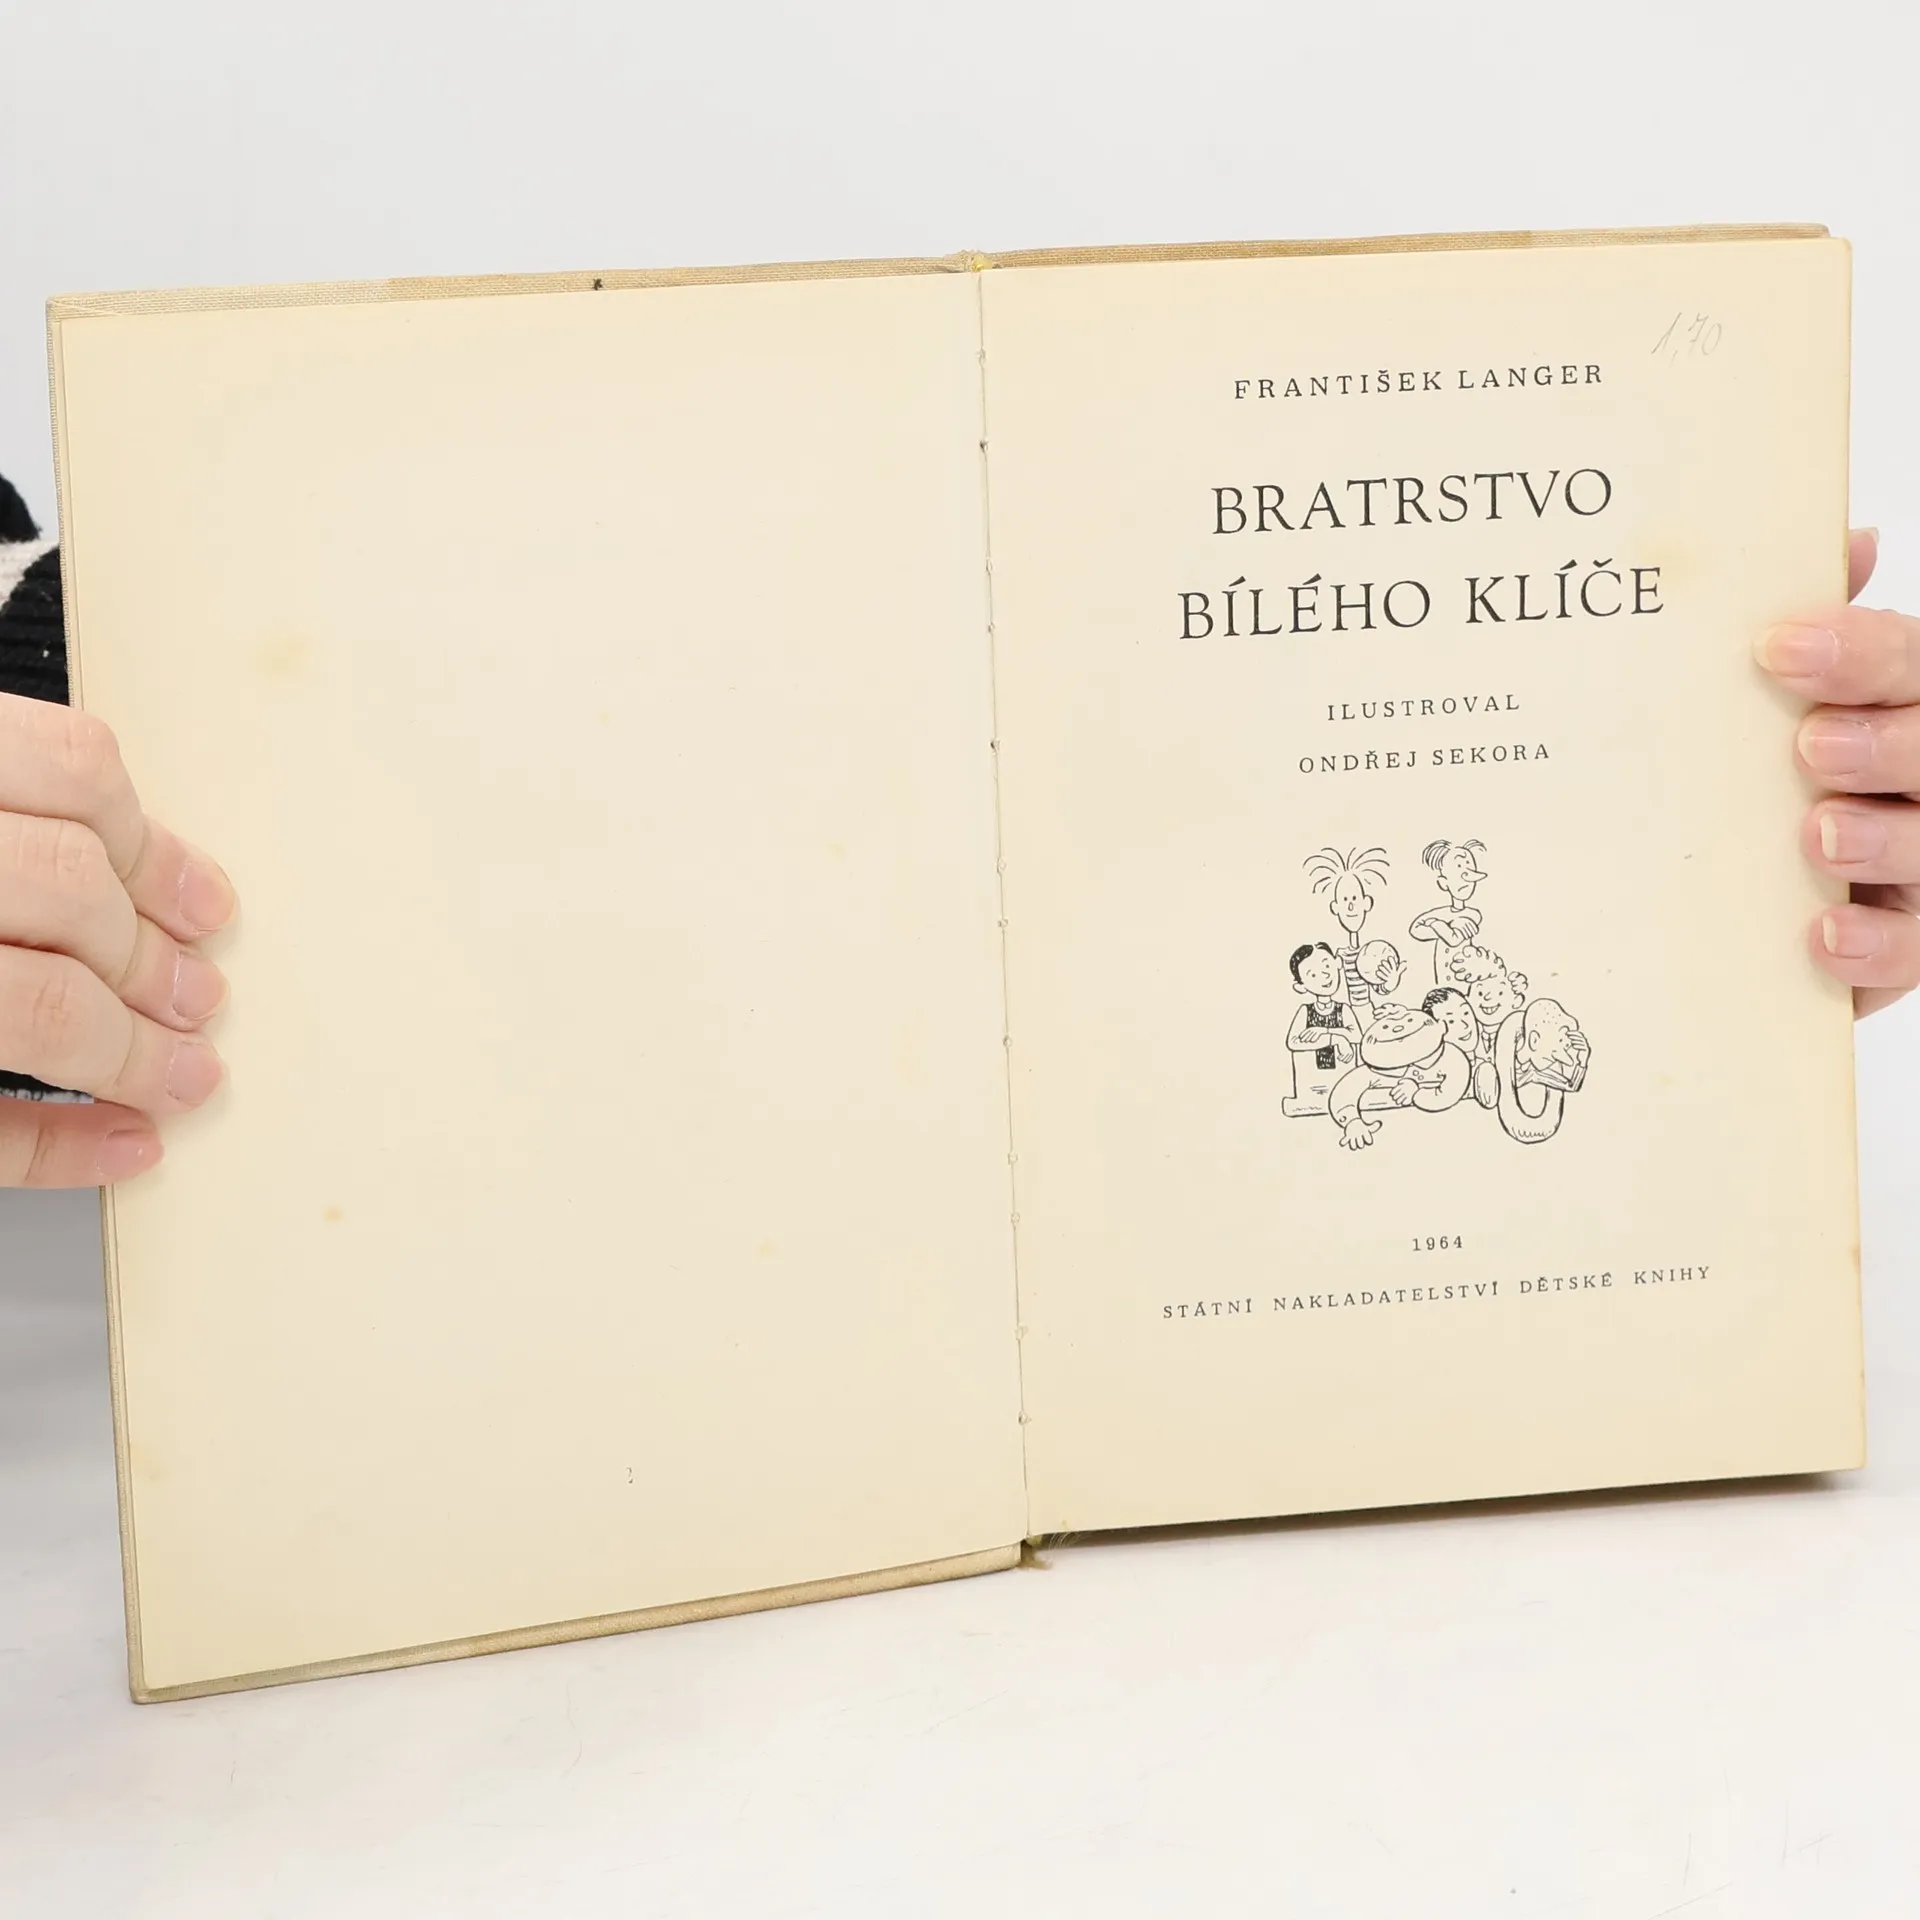 1,70
FRANTIŠEK LANGER
BRATRSTVO
BÍLÉHO KLÍČE
ILUSTROVAL
ONDŘEJ SEKORA
1964
STÁTNÍ NAKLADATELSTVÍ DĚTSKÉ KNIHY